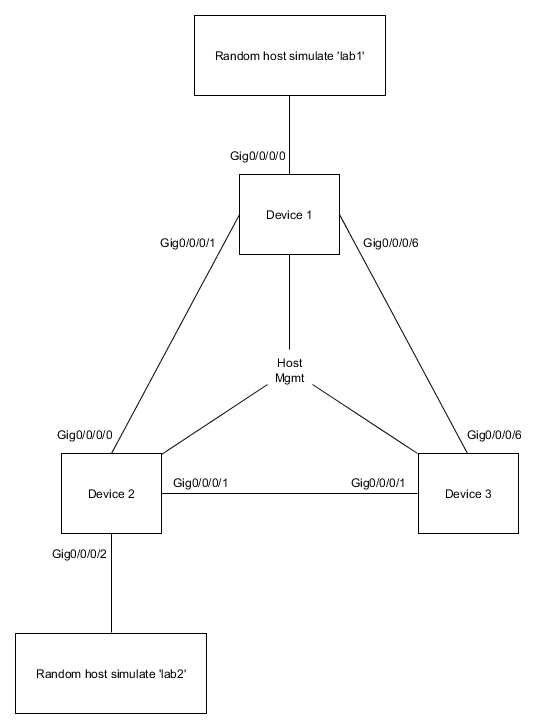 Random host simulate 'lab1'
Gig0/0/0/0
Device 1
Gig0/0/0/1
Gig0/0/0/6
Host
Mgmt
Gig0/0/0/0
Gig0/0/0/6
Device 2
Gig0/0/0/1
Gig0/0/0/1
Device 3
Gig0/0/0/2
Random host simulate 'lab2'